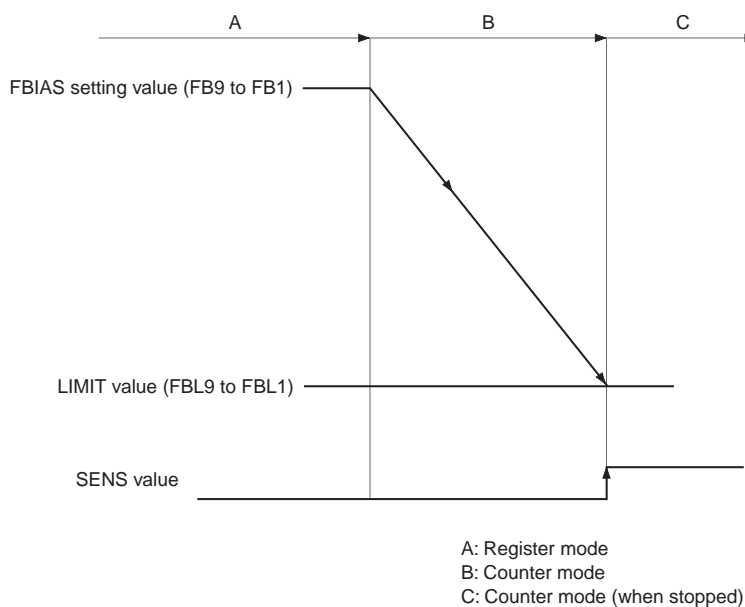 A
B
C
FBIAS setting value (FB9 to FB1)
LIMIT value (FBL9 to FBL1)
SENS value
A: Register mode
B: Counter mode
C: Counter mode (when stopped)